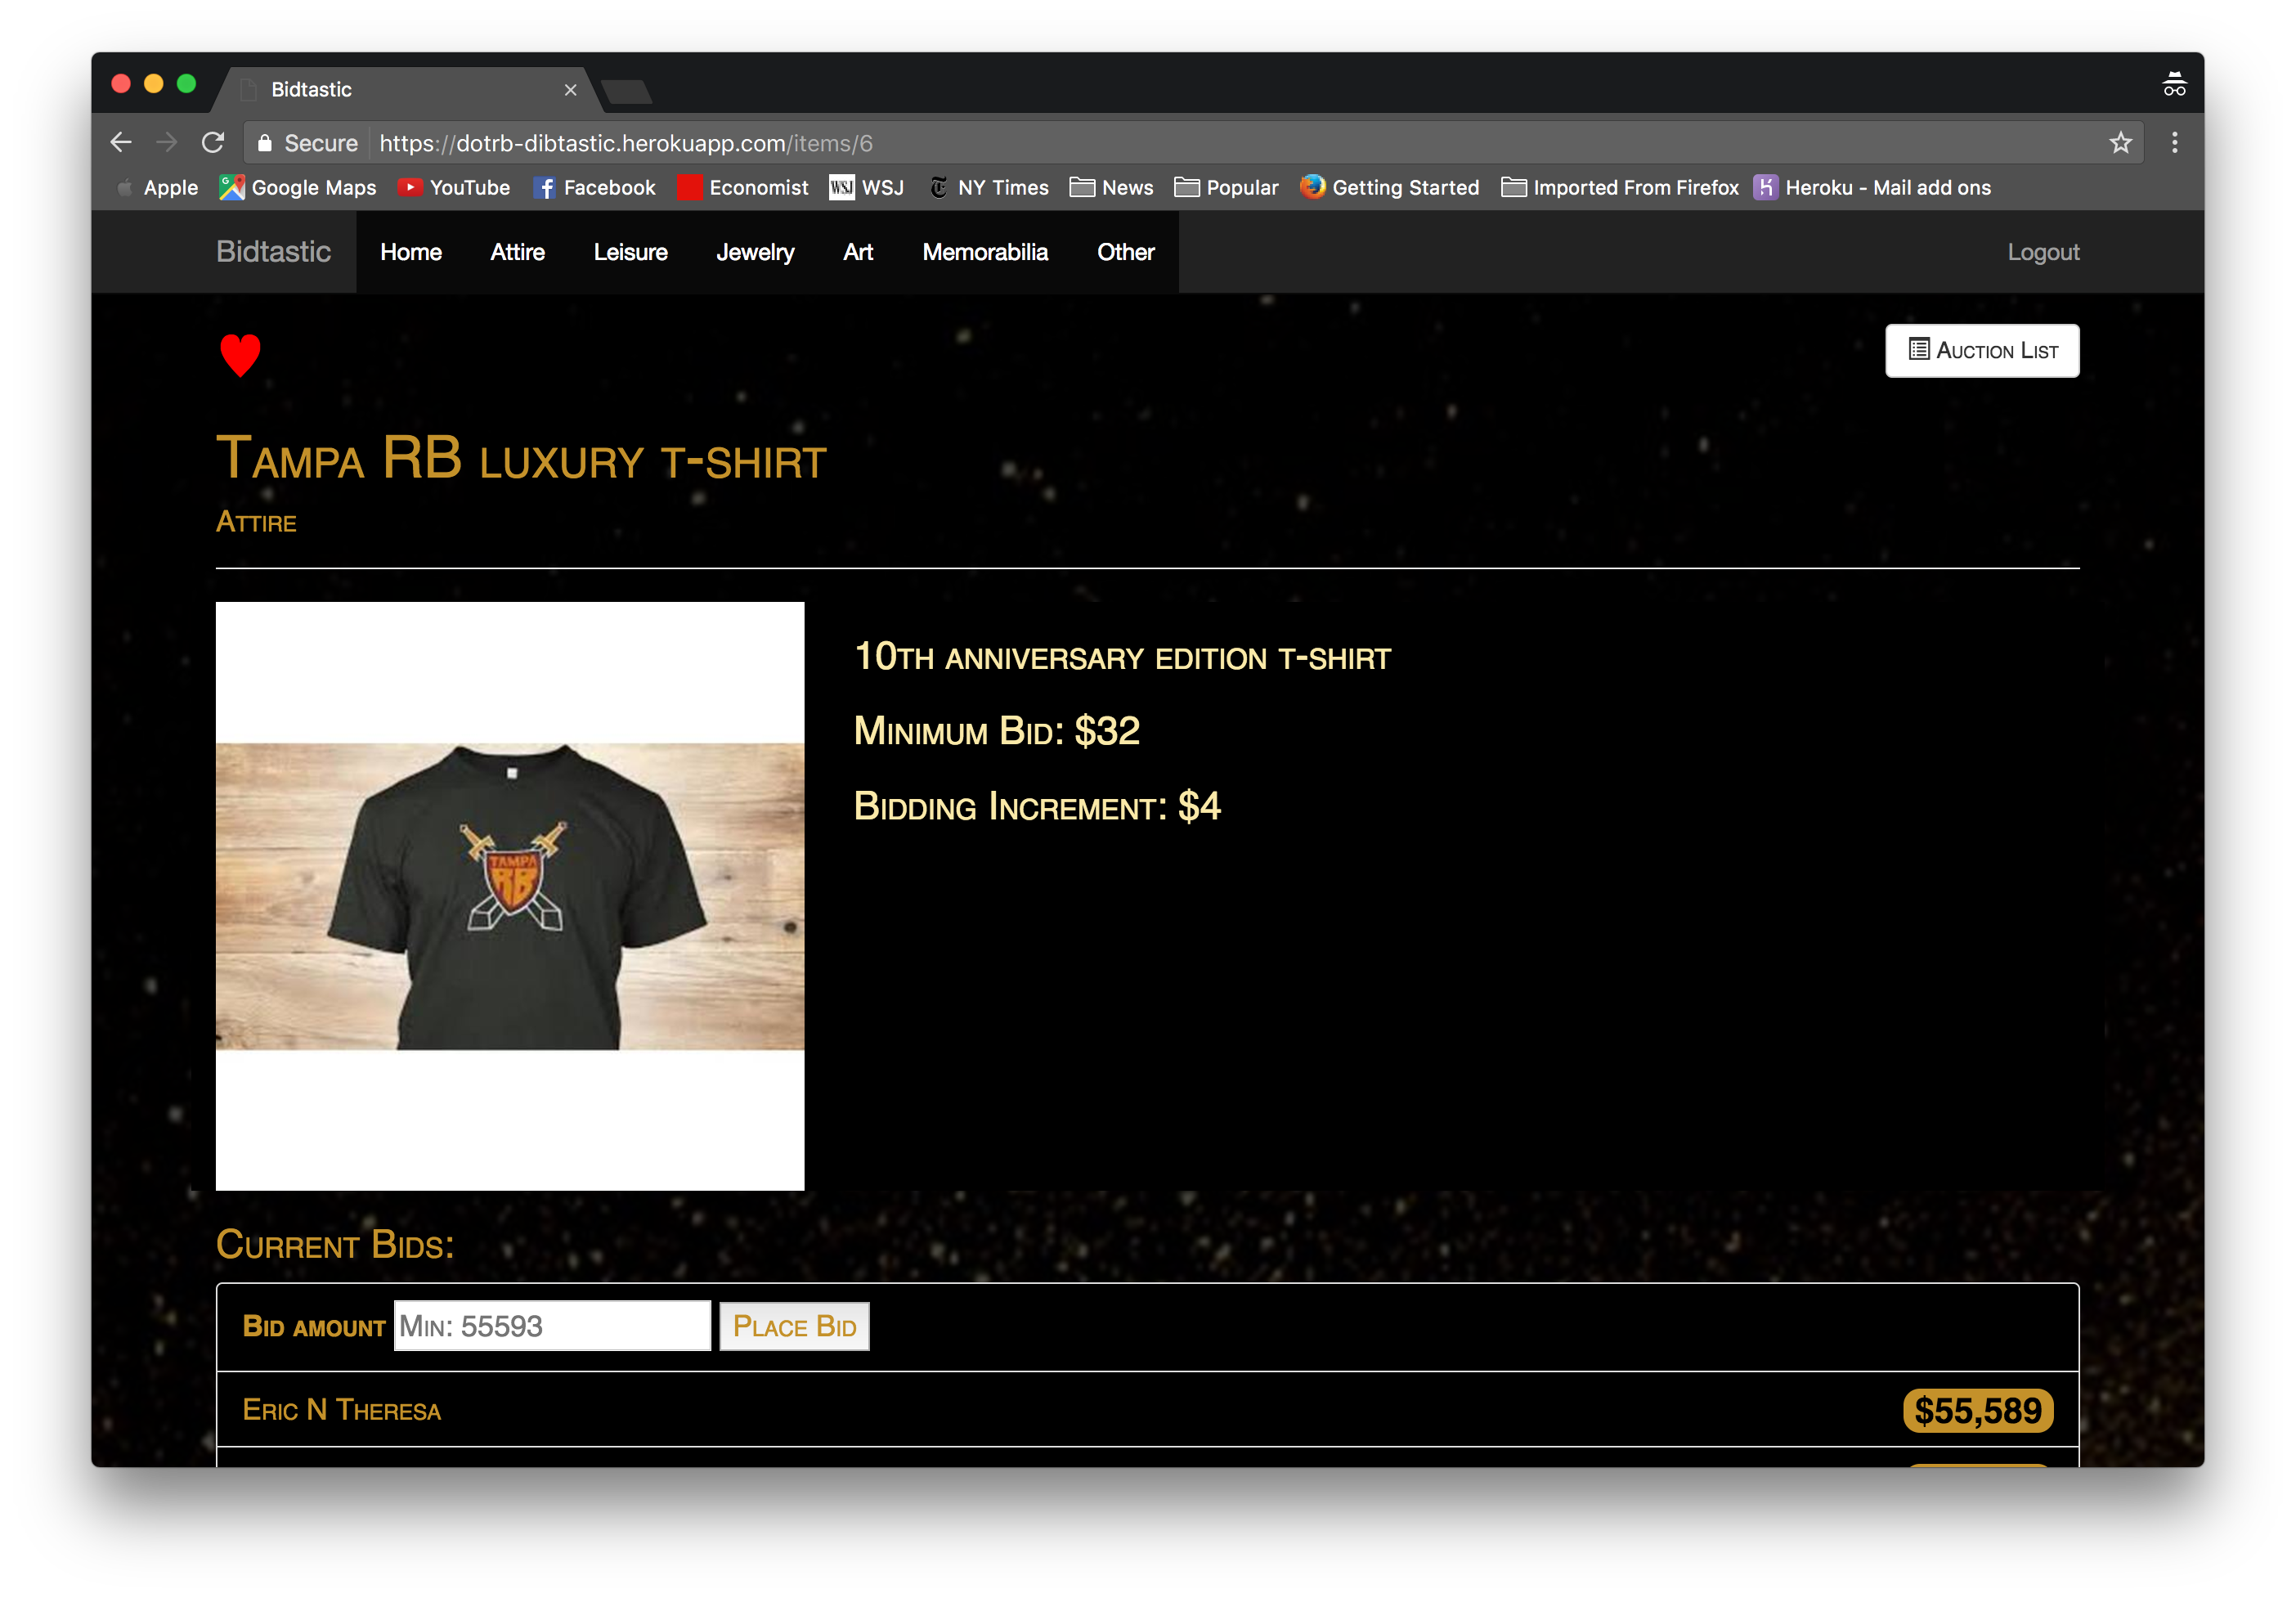 Bidtastic
Secure https://dotrb-dibtastic.herokuapp.com/items/6
Apple Google Maps YouTube Facebook Economist WSJ WSJ NY Times News Popular Getting Started Imported From Firefox Heroku - Mail add ons
Bidtastic Home Attire Leisure Jewelry Art Memorabilia Other Logout
Auction List
Tampa RB luxury t-shirt
Attire
10th anniversary edition t-shirt
Minimum Bid: $32
Bidding Increment: $4
TAMPA
RB
Current Bids:
Bid amount Min: 55593 Place Bid
Eric N Theresa $55,589